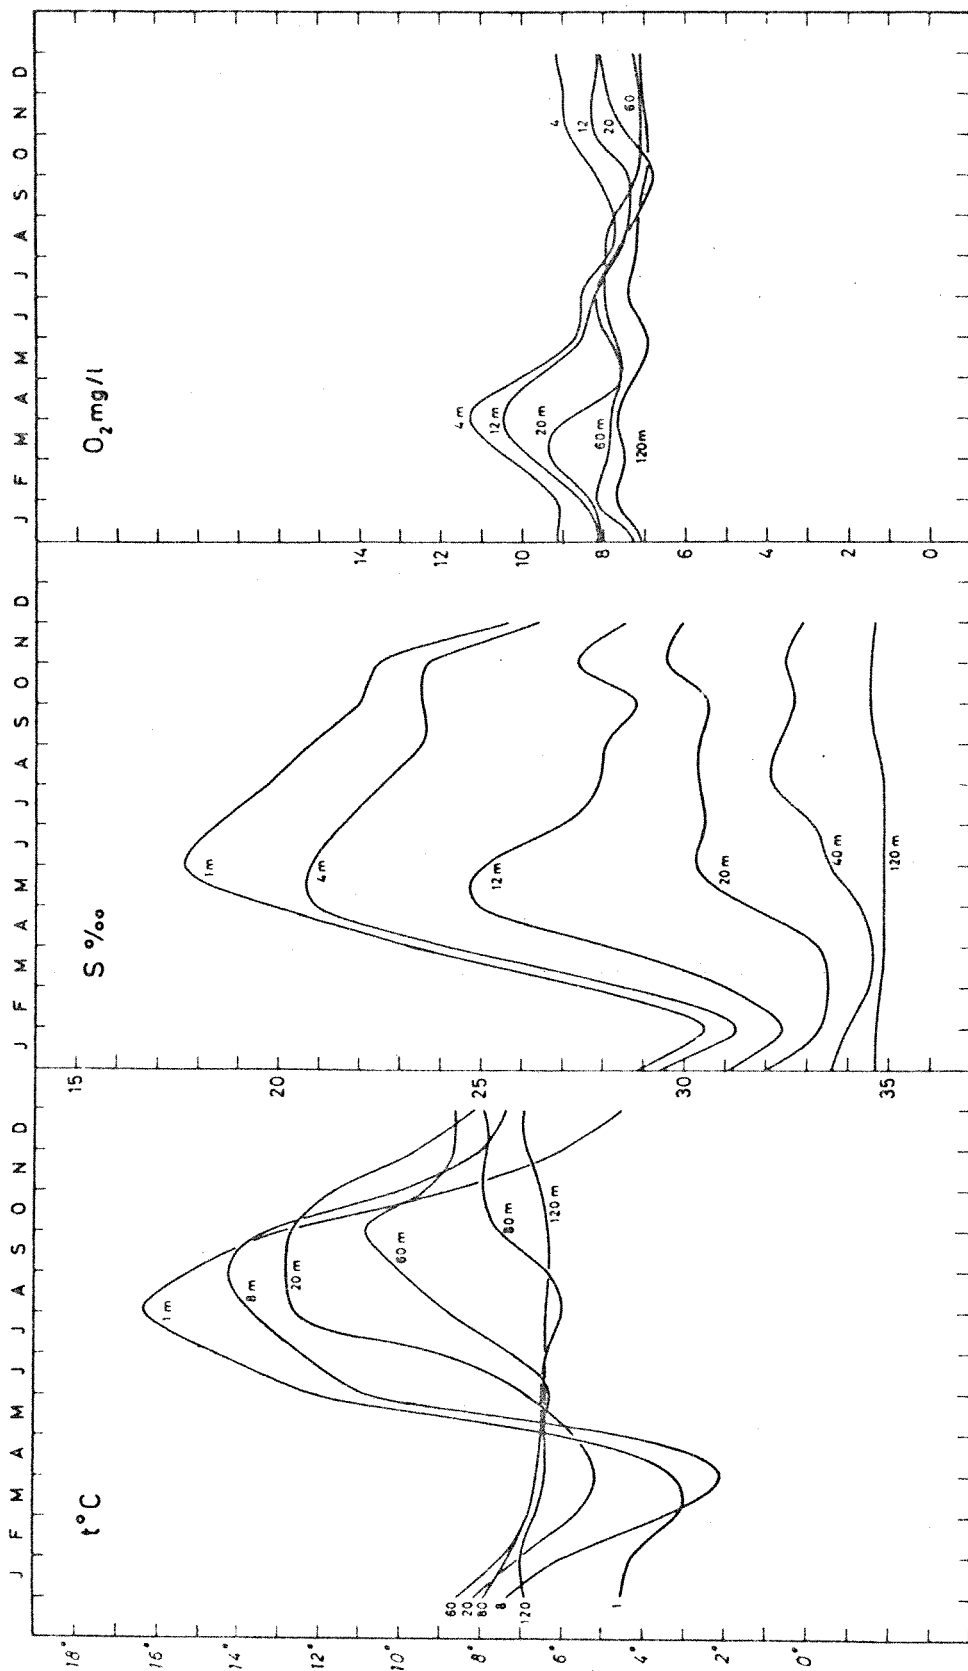 J F M A M J J A S O N D
t°C
18°
16°
14°
12°
10°
8°
6°
4°
2°
0°
60
20
80
8
120
1
1 m
8 m
20 m
60 m
80 m
120 m
J F M A M J J A S O N D
S ‰
15
20
25
30
35
1 m
4 m
12 m
20 m
40 m
120 m
J F M A M J J A S O N D
O₂ mg/l
14
12
10
8
6
4
2
0
4 m
12 m
20 m
60 m
120 m
4
12
20
60